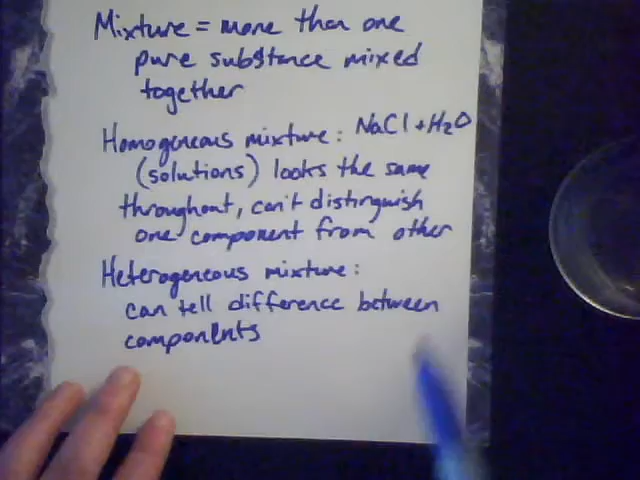 Mixture = more than one
pure substance mixed
together
Homogeneous mixture: NaCl + H2O
(solutions) looks the same
throughout, can't distinguish
one component from other
Heterogeneous mixture:
can tell difference between
components